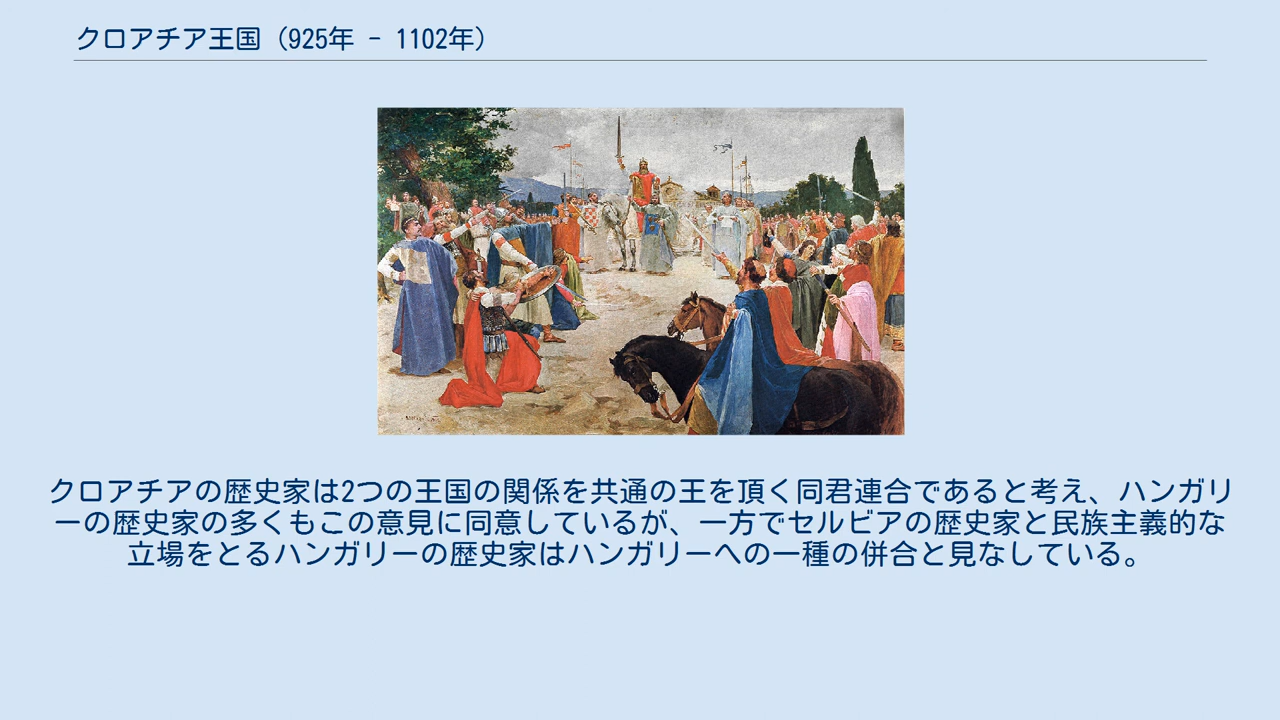 クロアチア王国（925年 - 1102年）
クロアチアの歴史家は2つの王国の関係を共通の王を頂く同君連合であると考え、ハンガリ
ーの歴史家の多くもこの意見に同意しているが、一方でセルビアの歴史家と民族主義的な
立場をとるハンガリーの歴史家はハンガリーへの一種の併合と見なしている。